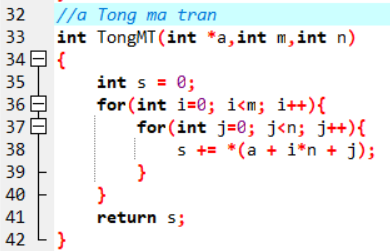 32 //a Tong ma tran
33 int TongMT(int *a,int m,int n)
34 {
35     int s = 0;
36     for(int i=0; i<m; i++){
37         for(int j=0; j<n; j++){
38             s += *(a + i*n + j);
39         }
40     }
41     return s;
42 }